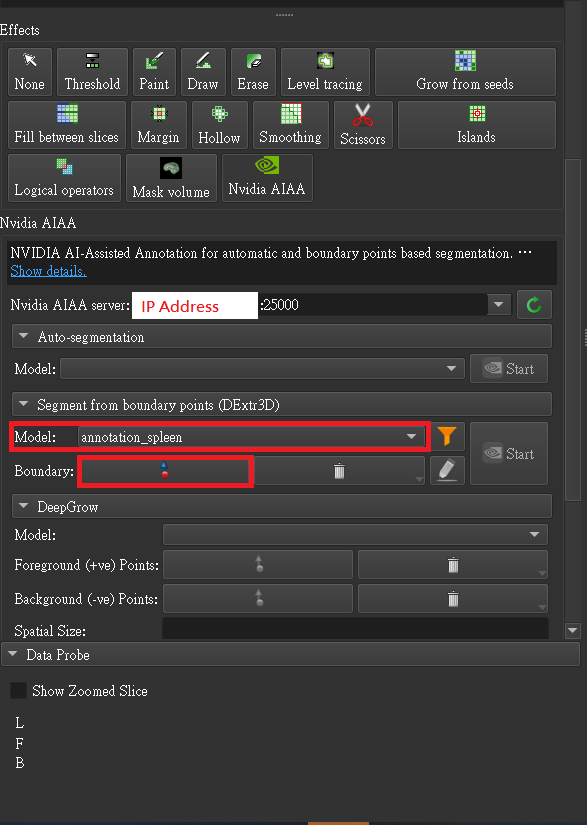 Effects
None Threshold Paint Draw Erase Level tracing Grow from seeds
Fill between slices Margin Hollow Smoothing Scissors Islands
Logical operators Mask volume Nvidia AIAA
Nvidia AIAA
NVIDIA AI-Assisted Annotation for automatic and boundary points based segmentation. ⋯
Show details.
Nvidia AIAA server: IP Address :25000
Auto-segmentation
Model: Start
Segment from boundary points (DExtr3D)
Model: annotation_spleen
Start
Boundary:
DeepGrow
Model:
Foreground (+ve) Points:
Background (-ve) Points:
Spatial Size:
Data Probe
Show Zoomed Slice
L
F
B